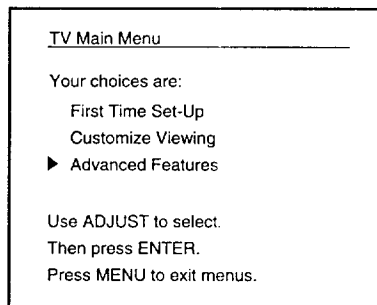 TV Main Menu
Your choices are:
First Time Set-Up
Customize Viewing
▶ Advanced Features
Use ADJUST to select.
Then press ENTER.
Press MENU to exit menus.